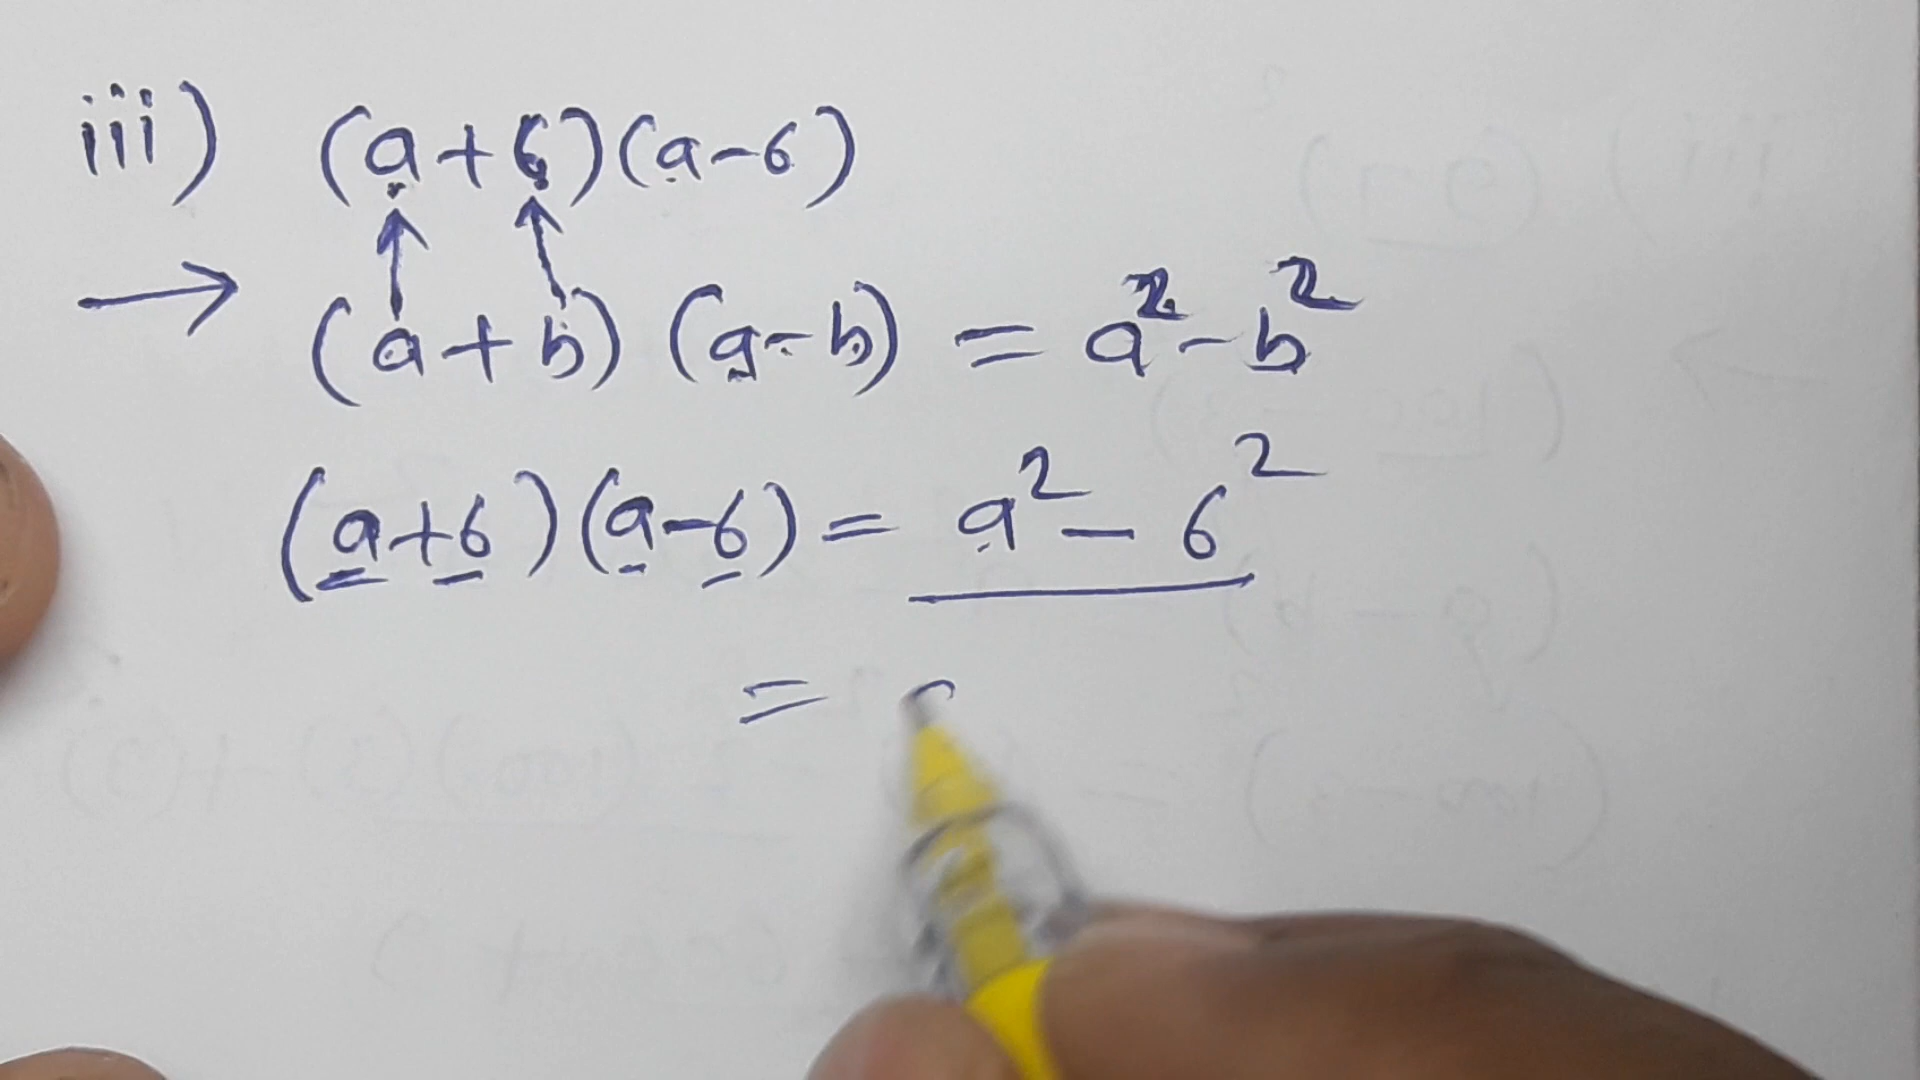 iii) (a+6)(a-6)
→ (a+b) (a-b) = a² - b²
(a+6)(a-6) = a² - 6²
=